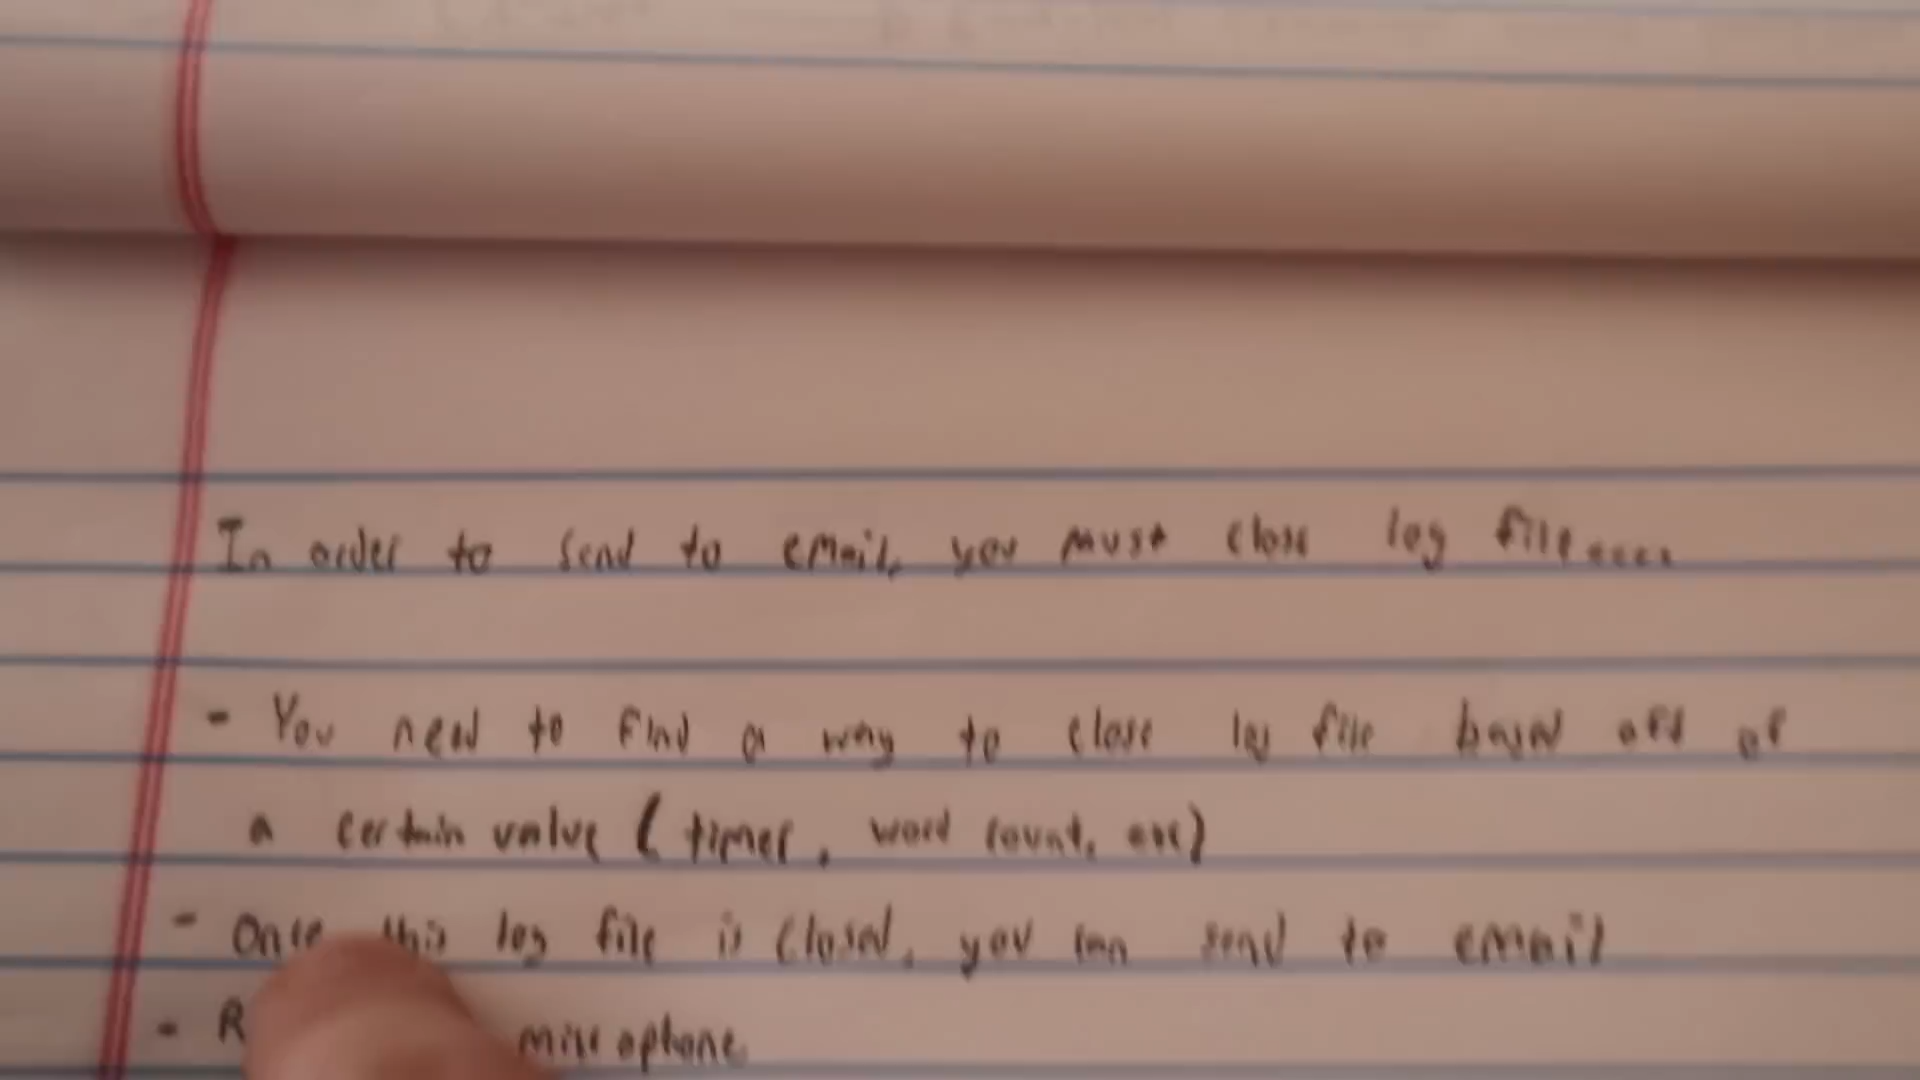 In order to send to email, you must close log file....
- You need to find a way to close log file based off of
a certain value (timer, word count, etc)
- Once this log file is closed, you can send to email
- R microphone